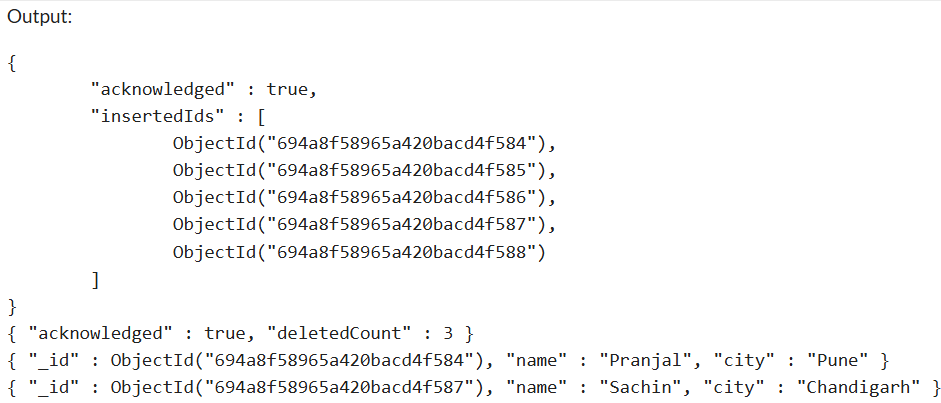 Output:
{
        "acknowledged" : true,
        "insertedIds" : [
                ObjectId("694a8f58965a420bacd4f584"),
                ObjectId("694a8f58965a420bacd4f585"),
                ObjectId("694a8f58965a420bacd4f586"),
                ObjectId("694a8f58965a420bacd4f587"),
                ObjectId("694a8f58965a420bacd4f588")
        ]
}
{ "acknowledged" : true, "deletedCount" : 3 }
{ "_id" : ObjectId("694a8f58965a420bacd4f584"), "name" : "Pranjal", "city" : "Pune" }
{ "_id" : ObjectId("694a8f58965a420bacd4f587"), "name" : "Sachin", "city" : "Chandigarh" }